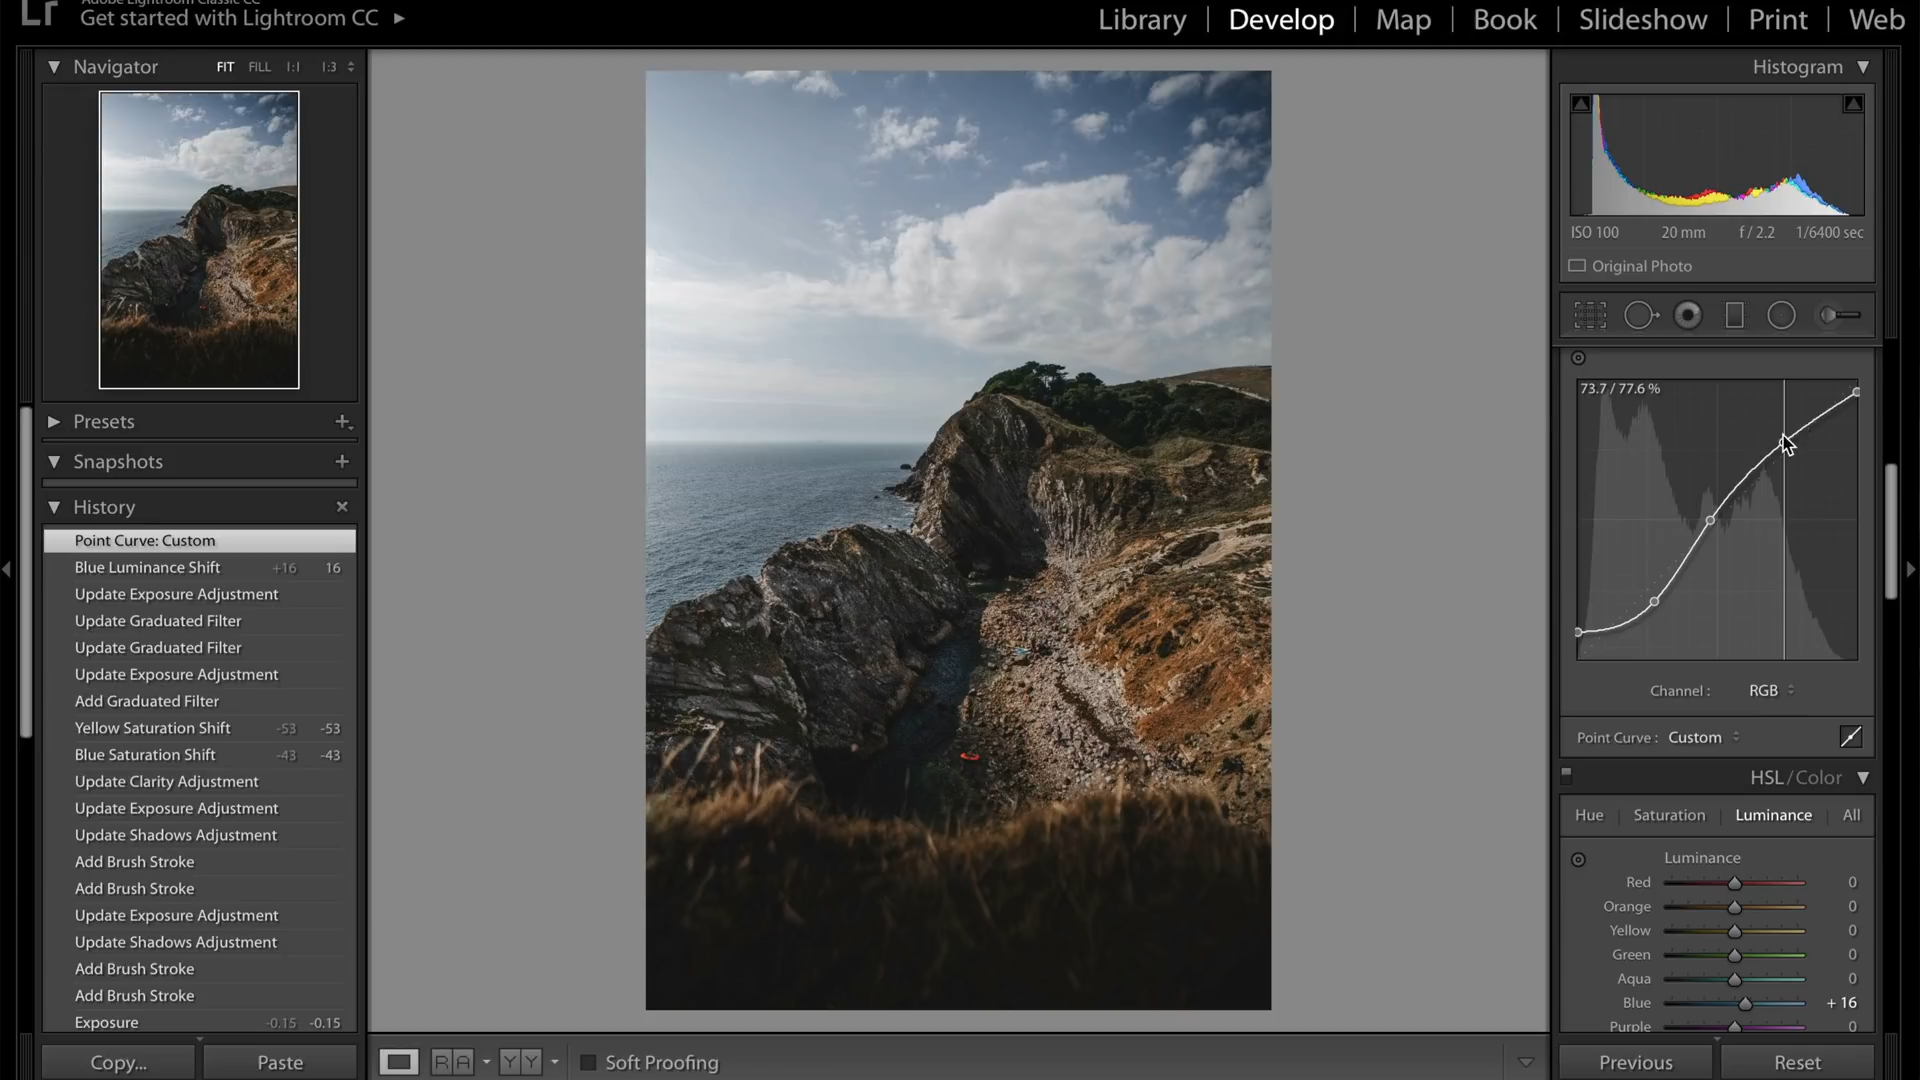 Lr
Adobe Lightroom Classic CC
Get started with Lightroom CC
Library | Develop | Map | Book | Slideshow | Print | Web
Navigator FIT FILL 1:1 1:3
Presets
Snapshots
History
Point Curve: Custom
Blue Luminance Shift +16 16
Update Exposure Adjustment
Update Graduated Filter
Update Graduated Filter
Update Exposure Adjustment
Add Graduated Filter
Yellow Saturation Shift -53 -53
Blue Saturation Shift -43 -43
Update Clarity Adjustment
Update Exposure Adjustment
Update Shadows Adjustment
Add Brush Stroke
Add Brush Stroke
Update Exposure Adjustment
Update Shadows Adjustment
Add Brush Stroke
Add Brush Stroke
Exposure -0.15 -0.15
Copy... Paste
R A Y Y Soft Proofing
Histogram
ISO 100 20 mm f / 2.2 1/6400 sec
Original Photo
73.7 / 77.6 %
Channel : RGB
Point Curve : Custom
HSL / Color
Hue | Saturation | Luminance | All
Luminance
Red 0
Orange 0
Yellow 0
Green 0
Aqua 0
Blue + 16
Purple 0
Previous Reset